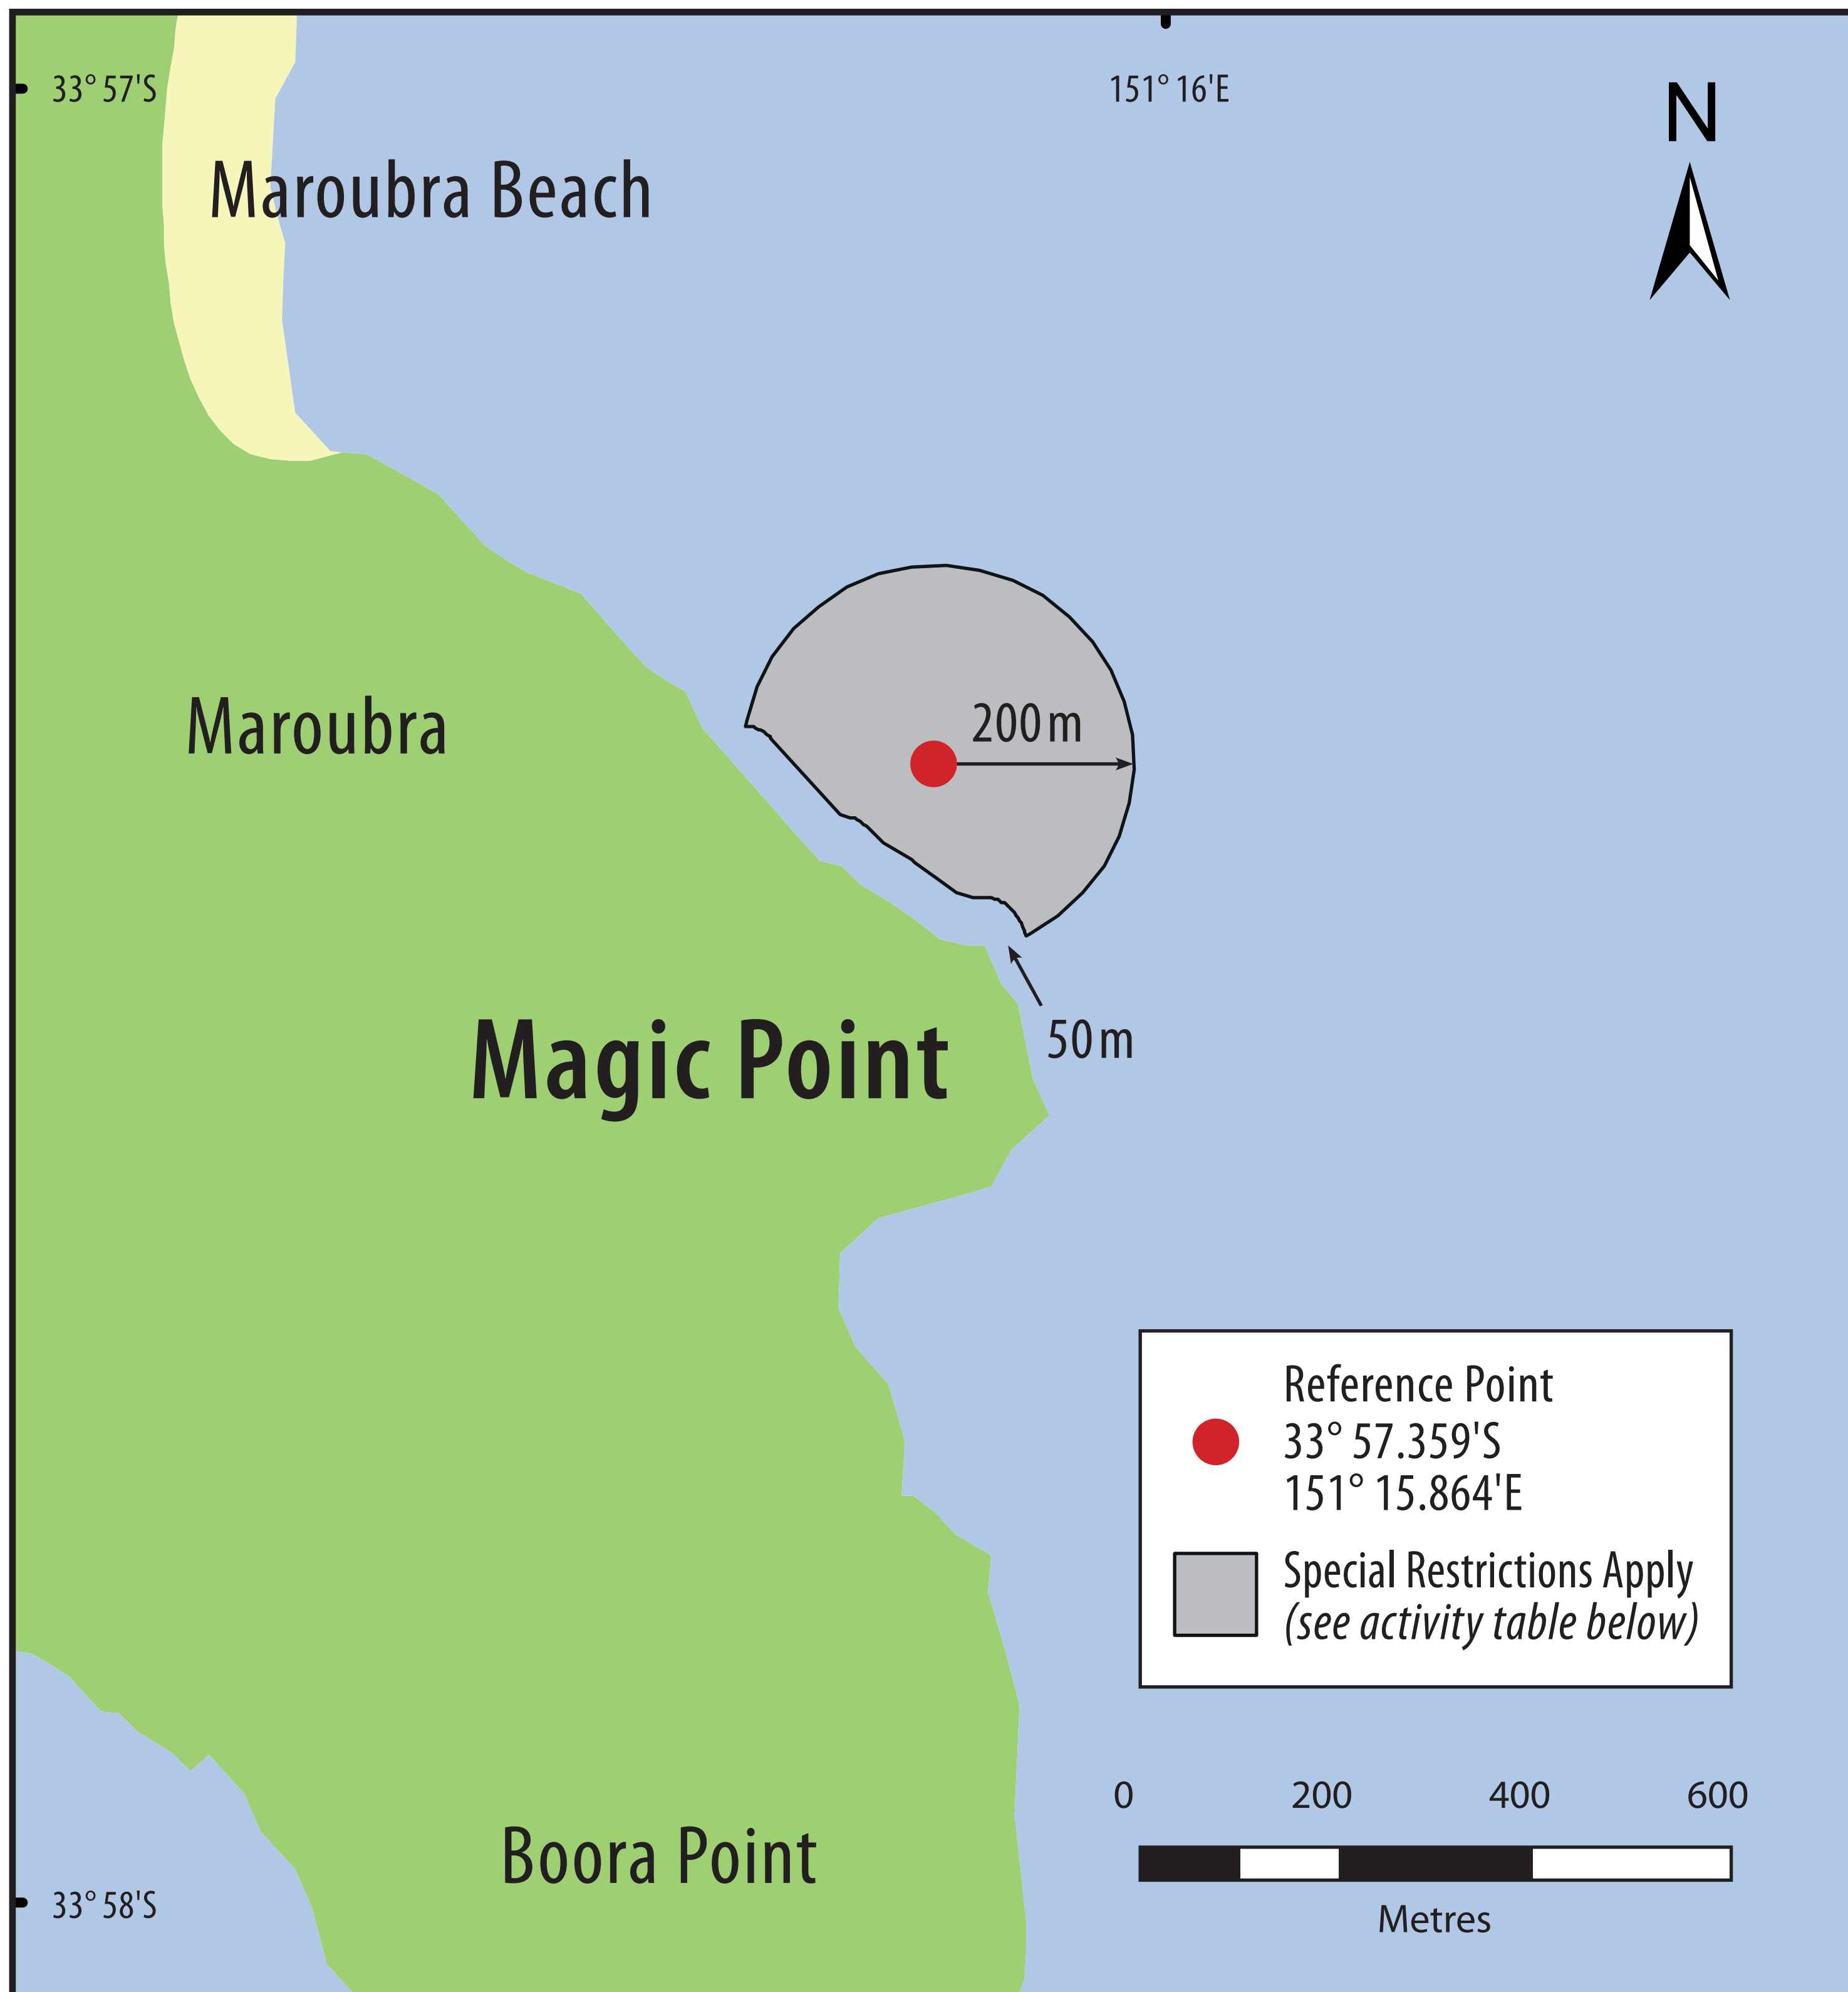 33° 57'S
151° 16'E
N
Maroubra Beach
Maroubra
200 m
Magic Point
50 m
Reference Point
33° 57.359'S
151° 15.864'E
Special Restrictions Apply
(see activity table below)
0 200 400 600
Metres
Boora Point
33° 58'S